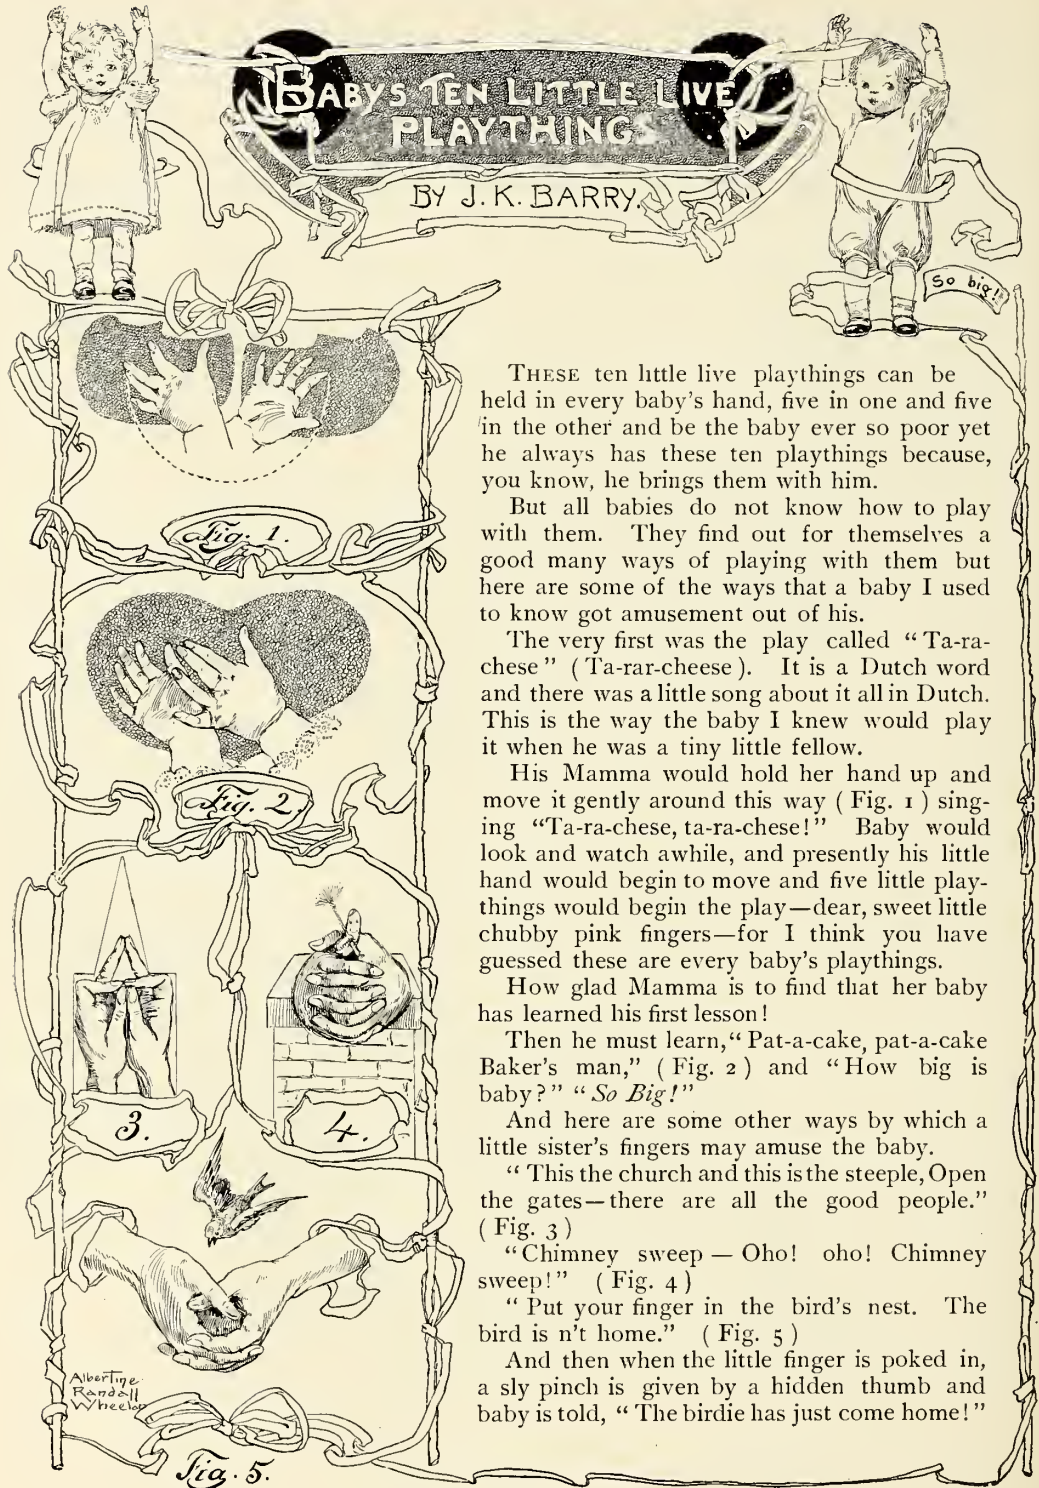 BABY'S TEN LITTLE LIVE
PLAYTHINGS
BY J. K. BARRY.
So big!
Fig. 1.
Fig. 2.
3.
4.
Albertine
Randall
Wheelan
Fig. 5.
THESE ten little live playthings can be
held in every baby's hand, five in one and five
in the other and be the baby ever so poor yet
he always has these ten playthings because,
you know, he brings them with him.
But all babies do not know how to play
with them. They find out for themselves a
good many ways of playing with them but
here are some of the ways that a baby I used
to know got amusement out of his.
The very first was the play called "Ta-ra-
chese" (Ta-rar-cheese). It is a Dutch word
and there was a little song about it all in Dutch.
This is the way the baby I knew would play
it when he was a tiny little fellow.
His Mamma would hold her hand up and
move it gently around this way (Fig. 1) sing-
ing "Ta-ra-chese, ta-ra-chese!" Baby would
look and watch awhile, and presently his little
hand would begin to move and five little play-
things would begin the play—dear, sweet little
chubby pink fingers—for I think you have
guessed these are every baby's playthings.
How glad Mamma is to find that her baby
has learned his first lesson!
Then he must learn, "Pat-a-cake, pat-a-cake
Baker's man," (Fig. 2) and "How big is
baby?" "So Big!"
And here are some other ways by which a
little sister's fingers may amuse the baby.
"This the church and this is the steeple, Open
the gates—there are all the good people."
(Fig. 3)
"Chimney sweep — Oho! oho! Chimney
sweep!" (Fig. 4)
"Put your finger in the bird's nest. The
bird is n't home." (Fig. 5)
And then when the little finger is poked in,
a sly pinch is given by a hidden thumb and
baby is told, "The birdie has just come home!"